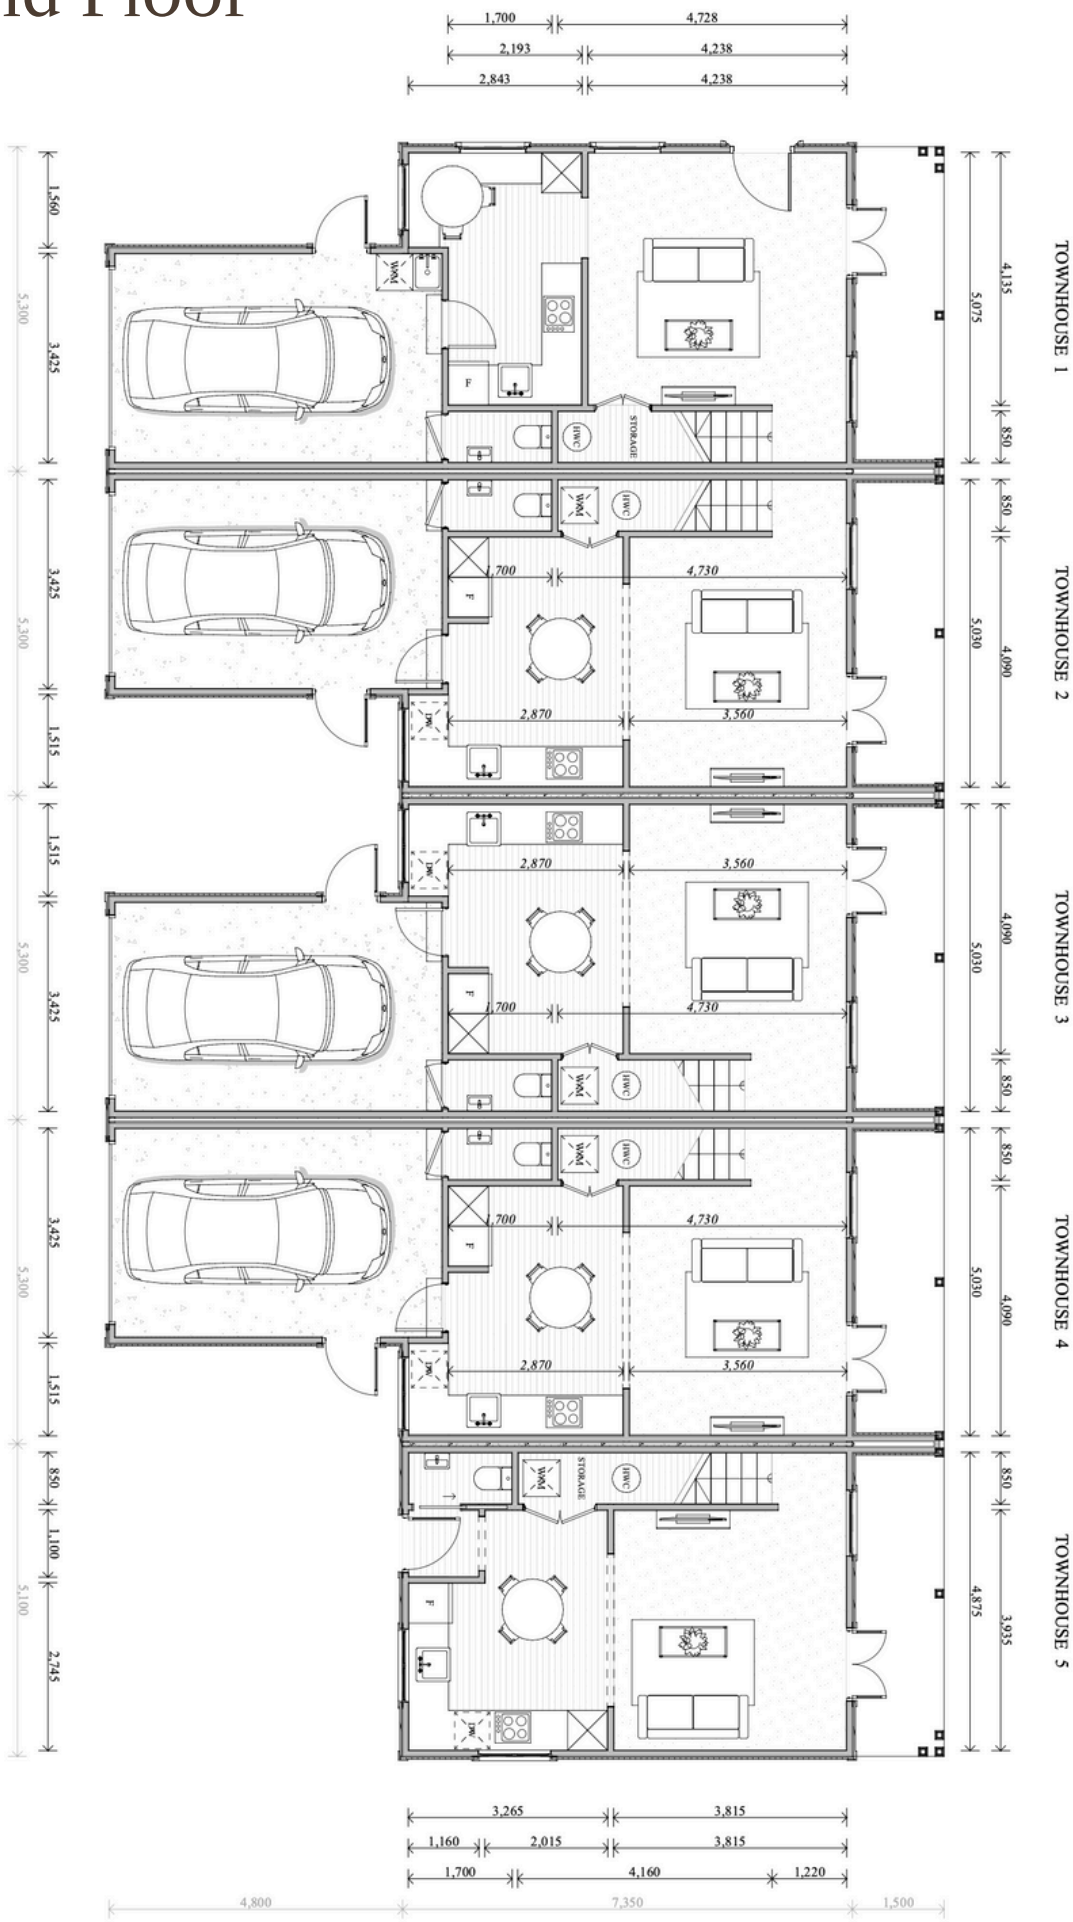 nd Floor
1,700 4,728
2,193 4,238
2,843 4,238
1,560
3,425
5,300
3,425
5,300
1,515
1,515
5,300
3,425
3,425
5,300
1,515
850
1,100
5,100
2,745
WM
F
HWC
STORAGE
4,135
5,075
850
TOWNHOUSE 1
WM
HWC
F
1,700 4,730
2,870 3,560
DW
850
5,030
4,090
TOWNHOUSE 2
DW
2,870 3,560
F
1,700 4,730
WM
HWC
4,090
5,030
850
TOWNHOUSE 3
WM
HWC
F
1,700 4,730
2,870 3,560
DW
850
5,030
4,090
TOWNHOUSE 4
WM
STORAGE
HWC
F
DW
850
4,875
3,935
TOWNHOUSE 5
3,265 3,815
1,160 2,015 3,815
1,700 4,160 1,220
4,800 7,350 1,500